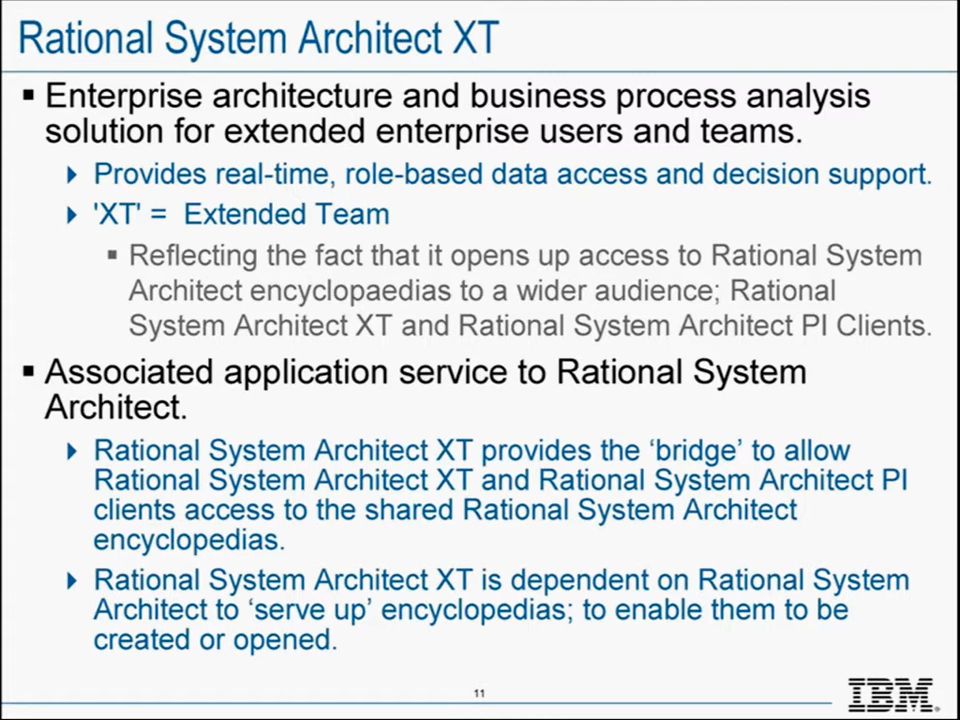 Rational System Architect XT
▪ Enterprise architecture and business process analysis
solution for extended enterprise users and teams.
Provides real-time, role-based data access and decision support.
'XT' = Extended Team
▪ Reflecting the fact that it opens up access to Rational System
Architect encyclopaedias to a wider audience; Rational
System Architect XT and Rational System Architect PI Clients.
▪ Associated application service to Rational System
Architect.
Rational System Architect XT provides the ‘bridge’ to allow
Rational System Architect XT and Rational System Architect PI
clients access to the shared Rational System Architect
encyclopedias.
Rational System Architect XT is dependent on Rational System
Architect to ‘serve up’ encyclopedias; to enable them to be
created or opened.
11
IBM®